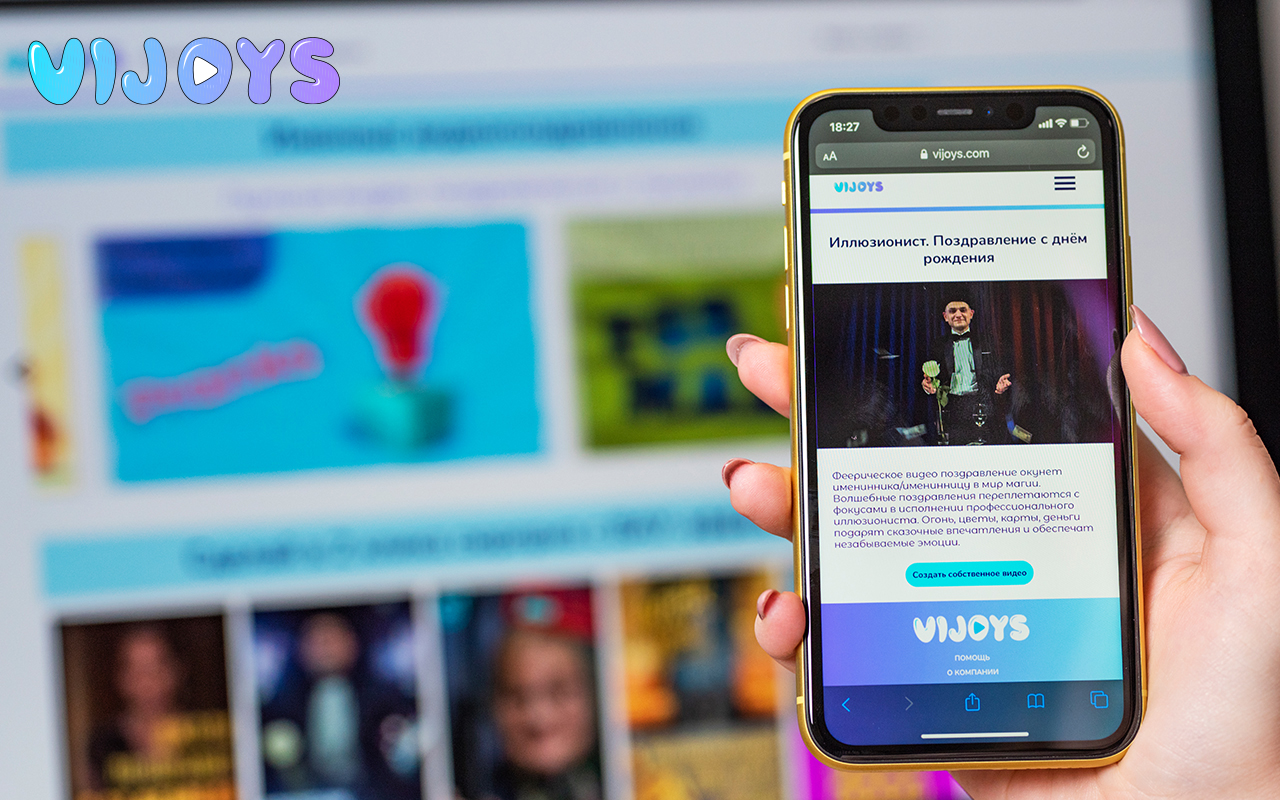 VIJOYS
18:27
AA vijoys.com
VIJOYS
Иллюзионист. Поздравление с днём
рождения
Феерическое видео поздравление окунет
именинника/именинницу в мир магии.
Волшебные поздравления переплетаются с
фокусами в исполнении профессионального
иллюзиониста. Огонь, цветы, карты, деньги
подарят сказочные впечатления и обеспечат
незабываемые эмоции.
Создать собственное видео
VIJOYS
ПОМОЩЬ
О КОМПАНИИ